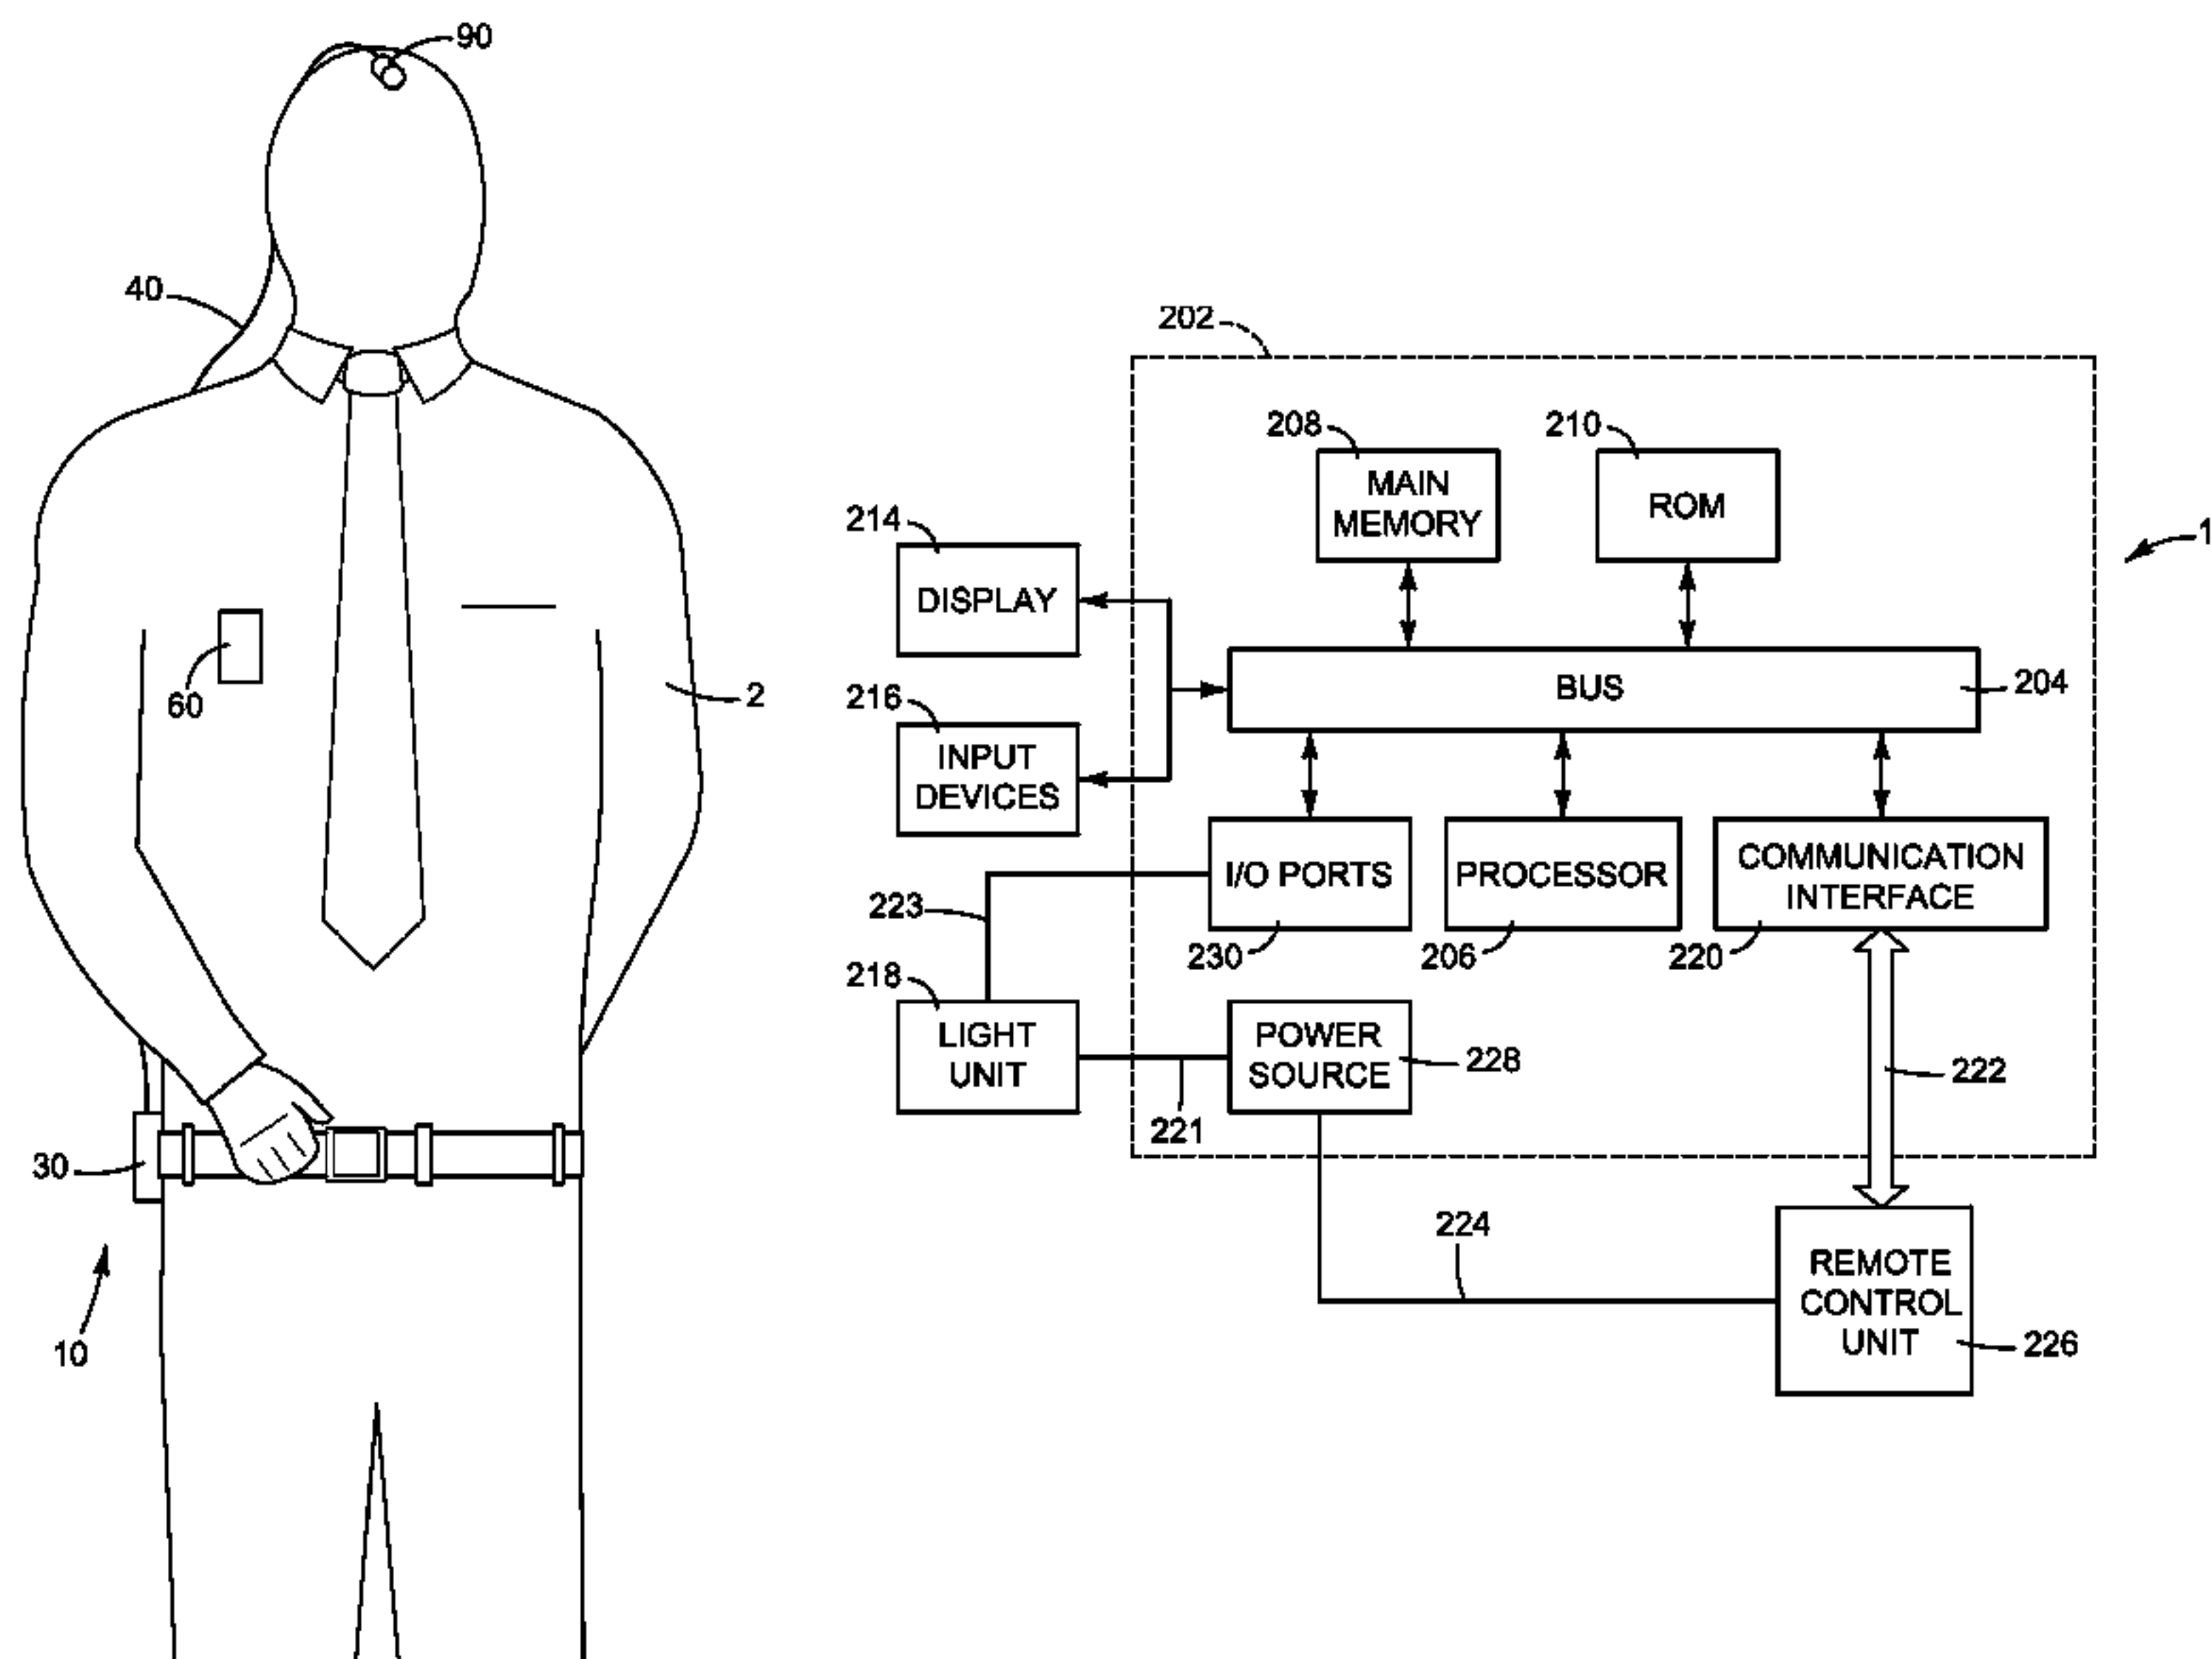 90
40
60
2
30
10
202
208
MAIN
MEMORY
210
ROM
1
214
DISPLAY
BUS
204
216
INPUT
DEVICES
I/O PORTS
230
PROCESSOR
206
COMMUNICATION
INTERFACE
220
223
218
LIGHT
UNIT
221
POWER
SOURCE
228
222
224
REMOTE
CONTROL
UNIT
226